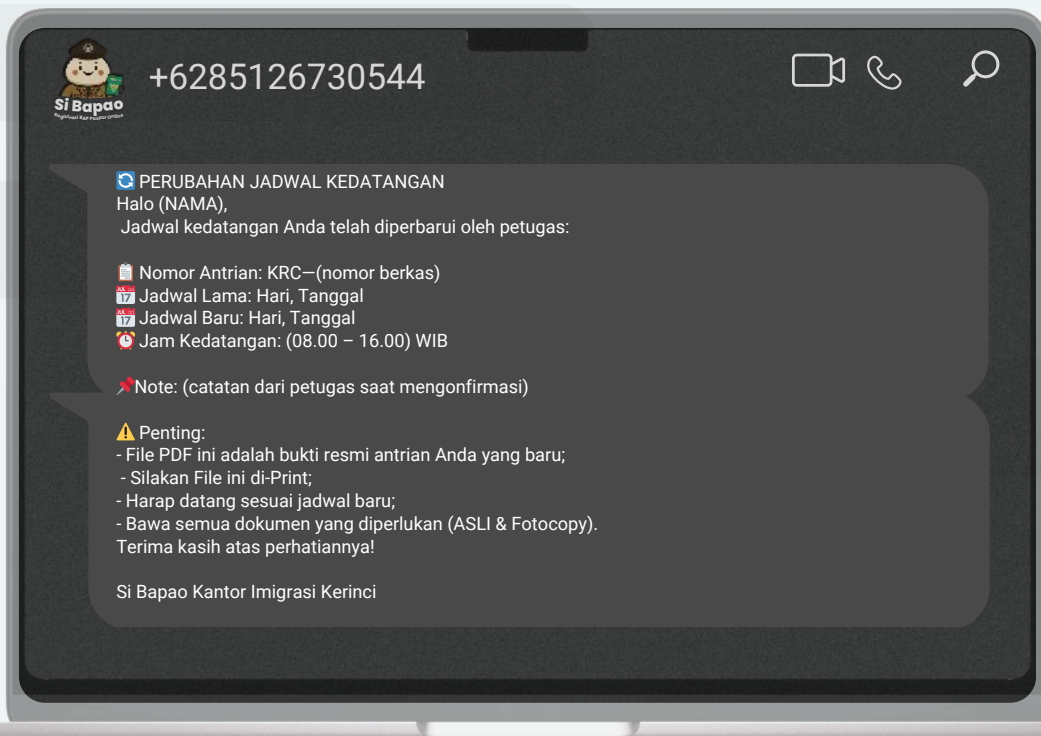 +6285126730544
Si Bapao
PERUBAHAN JADWAL KEDATANGAN
Halo (NAMA),
Jadwal kedatangan Anda telah diperbarui oleh petugas:
Nomor Antrian: KRC—(nomor berkas)
Jadwal Lama: Hari, Tanggal
Jadwal Baru: Hari, Tanggal
Jam Kedatangan: (08.00 – 16.00) WIB
Note: (catatan dari petugas saat mengonfirmasi)
Penting:
- File PDF ini adalah bukti resmi antrian Anda yang baru;
- Silakan File ini di-Print;
- Harap datang sesuai jadwal baru;
- Bawa semua dokumen yang diperlukan (ASLI & Fotocopy).
Terima kasih atas perhatiannya!
Si Bapao Kantor Imigrasi Kerinci